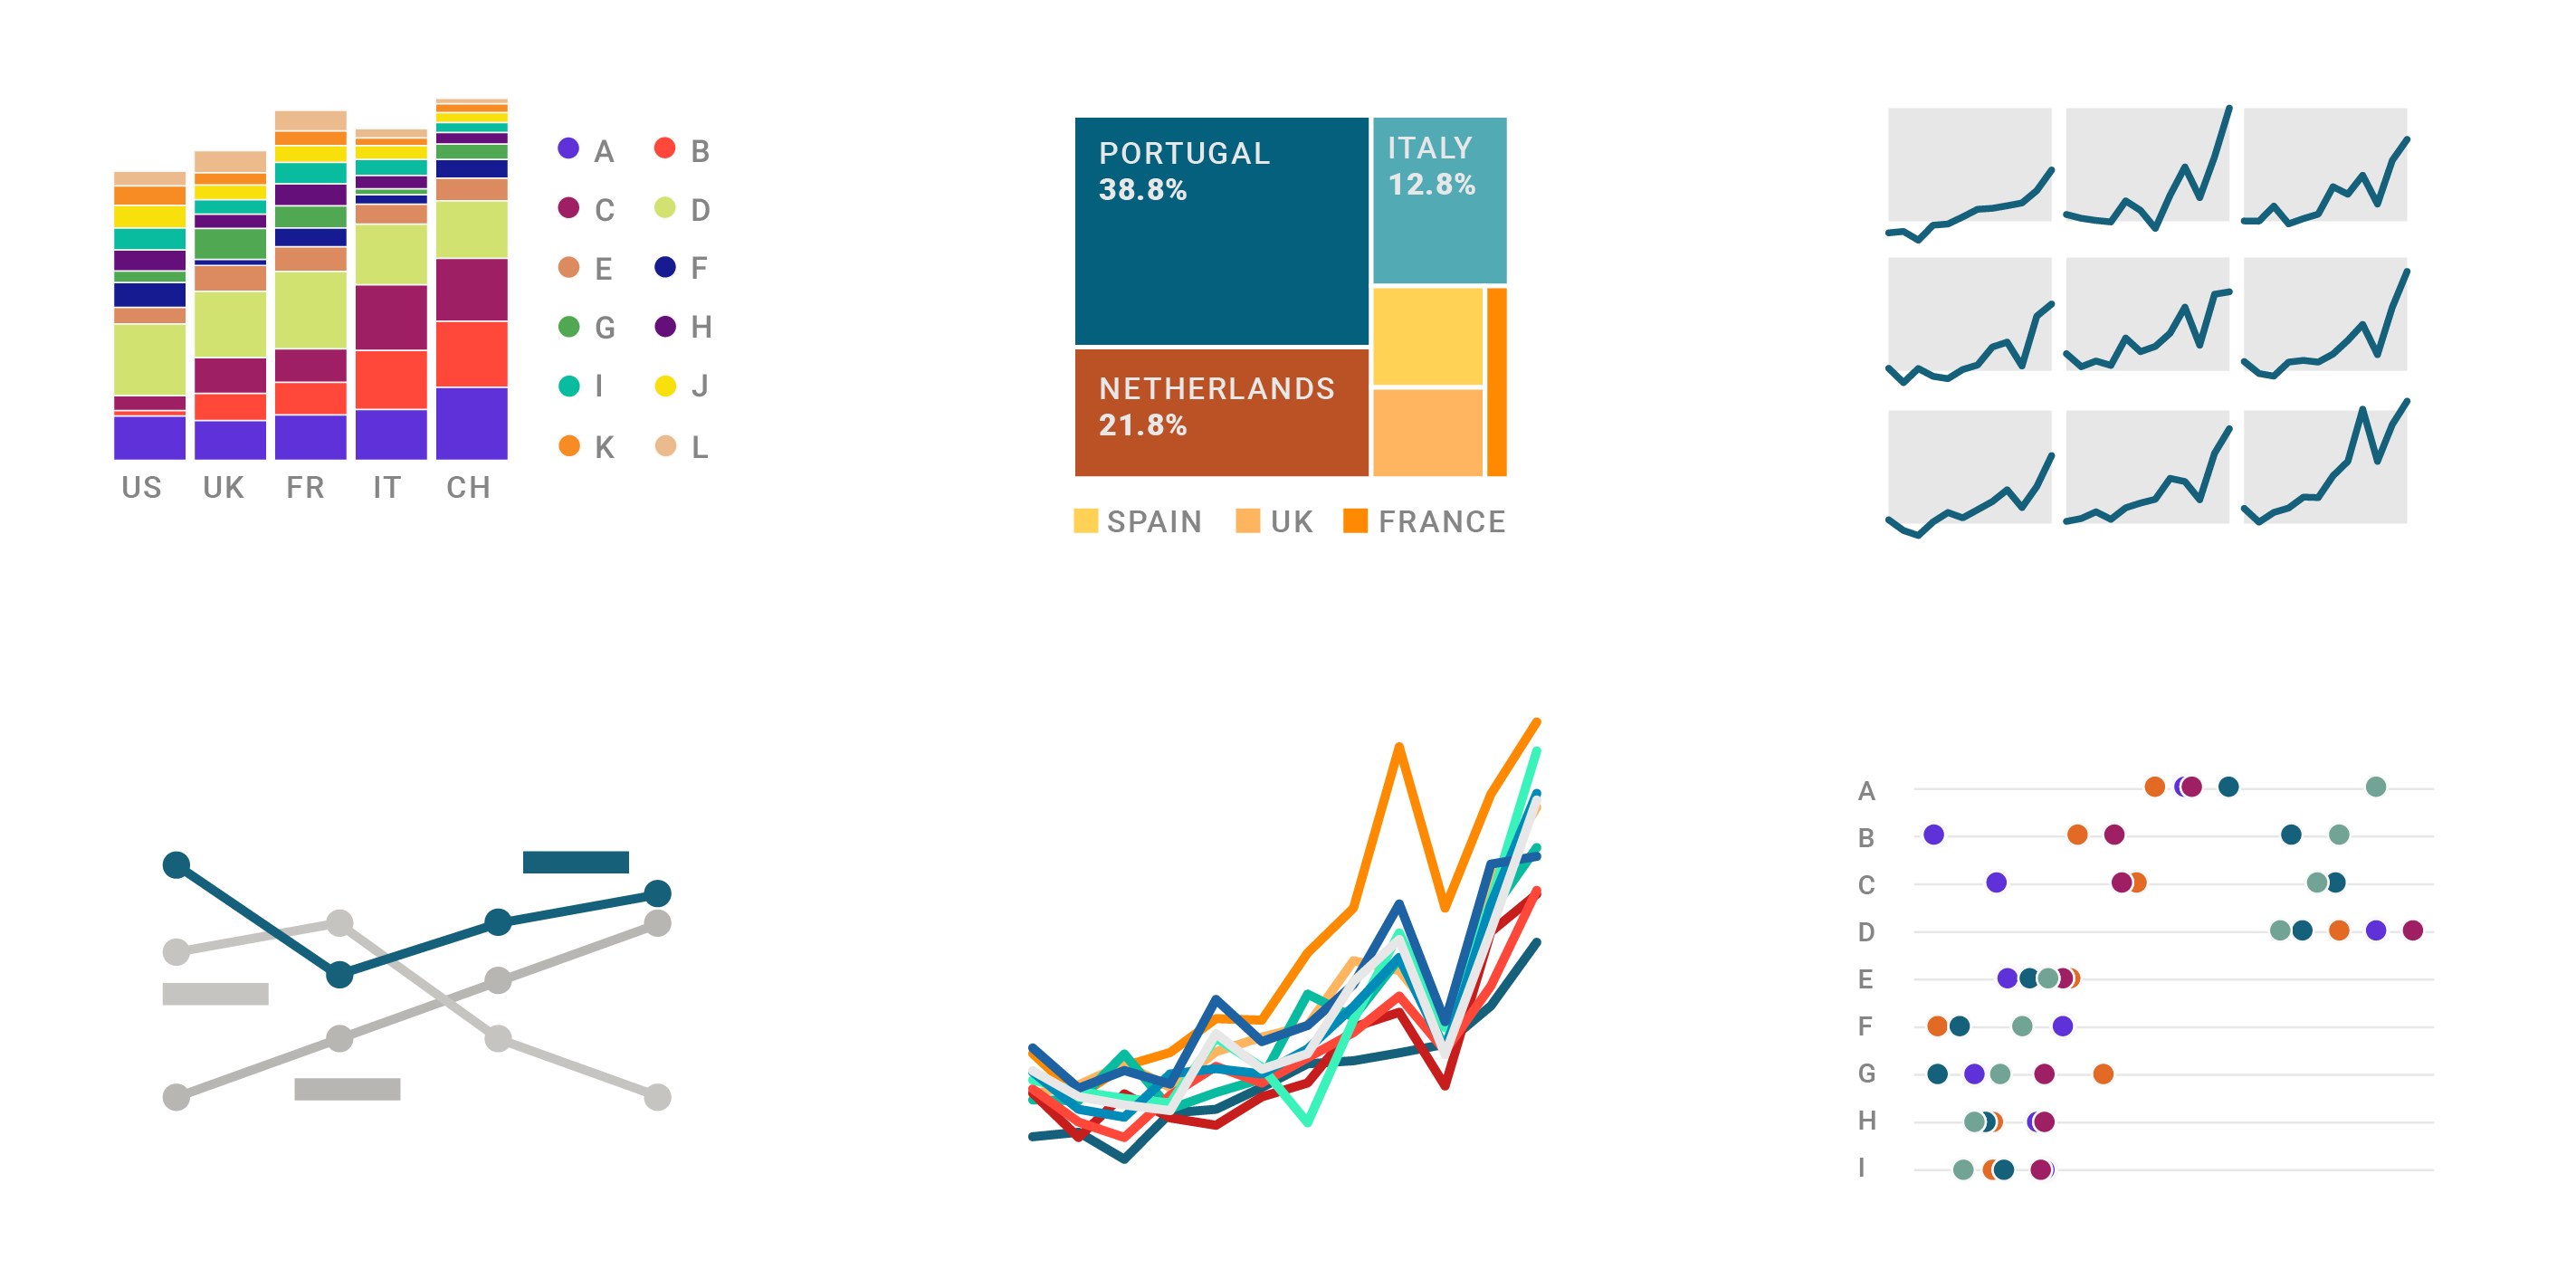 A B
C D
E F
G H
I J
K L
US UK FR IT CH
PORTUGAL
38.8%
ITALY
12.8%
NETHERLANDS
21.8%
SPAIN UK FRANCE
A
B
C
D
E
F
G
H
I